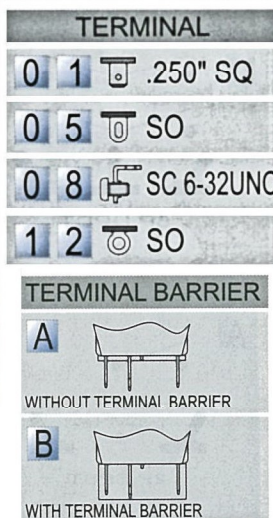 TERMINAL
0 1 .250" SQ
0 5 SO
0 8 SC 6-32UNC
1 2 SO
TERMINAL BARRIER
A
WITHOUT TERMINAL BARRIER
B
WITH TERMINAL BARRIER